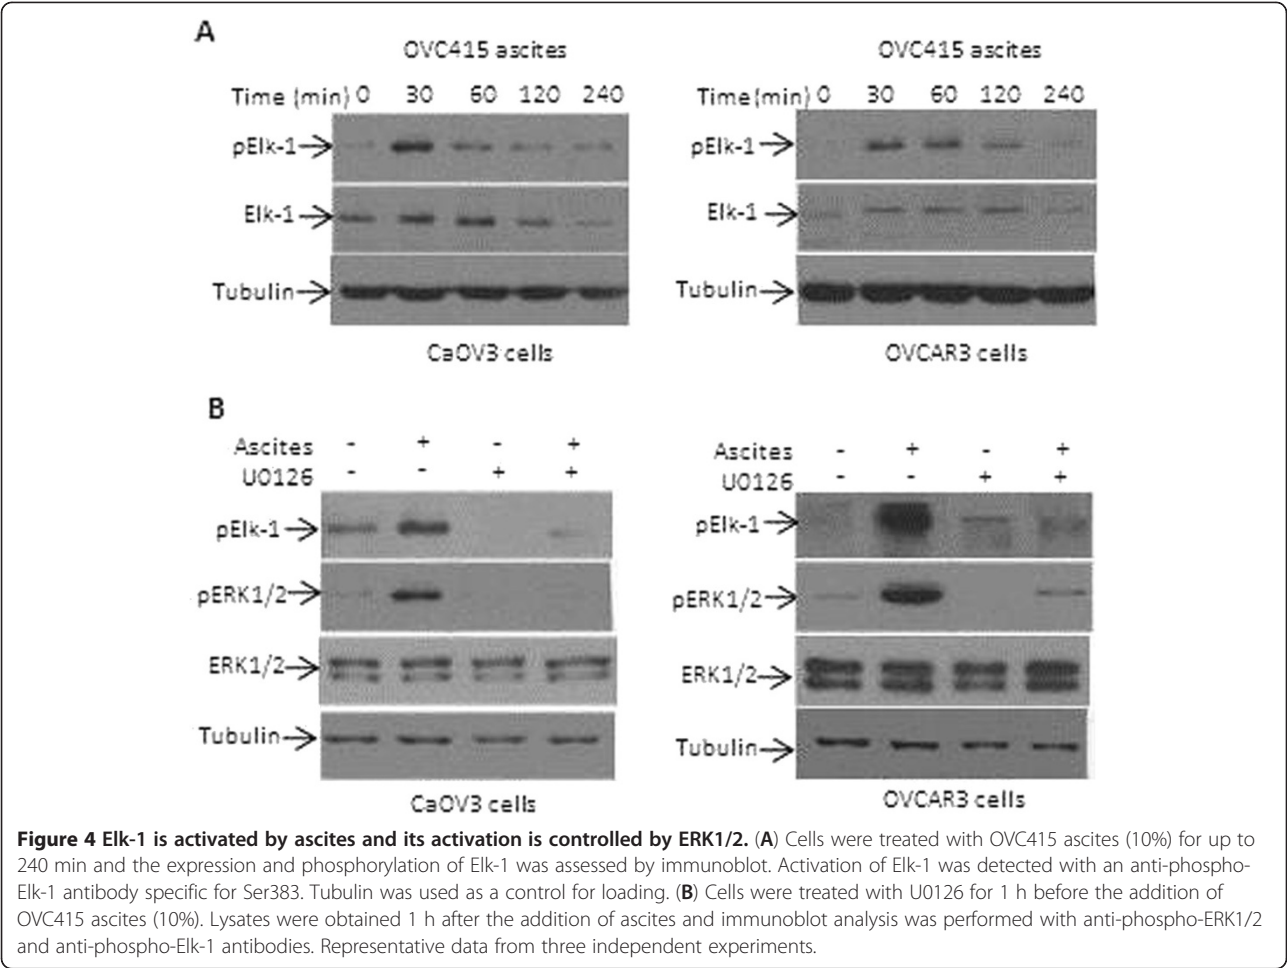 A
OVC415 ascites
Time (min) 0 30 60 120 240
pElk-1
Elk-1
Tubulin
CaOV3 cells
OVC415 ascites
Time(min) 0 30 60 120 240
pElk-1
Elk-1
Tubulin
OVCAR3 cells
B
Ascites - + - +
U0126 - - + +
pElk-1
pERK1/2
ERK1/2
Tubulin
CaOV3 cells
Ascites - + - +
U0126 - - + +
pElk-1
pERK1/2
ERK1/2
Tubulin
OVCAR3 cells
Figure 4 Elk-1 is activated by ascites and its activation is controlled by ERK1/2. (A) Cells were treated with OVC415 ascites (10%) for up to
240 min and the expression and phosphorylation of Elk-1 was assessed by immunoblot. Activation of Elk-1 was detected with an anti-phospho-
Elk-1 antibody specific for Ser383. Tubulin was used as a control for loading. (B) Cells were treated with U0126 for 1 h before the addition of
OVC415 ascites (10%). Lysates were obtained 1 h after the addition of ascites and immunoblot analysis was performed with anti-phospho-ERK1/2
and anti-phospho-Elk-1 antibodies. Representative data from three independent experiments.